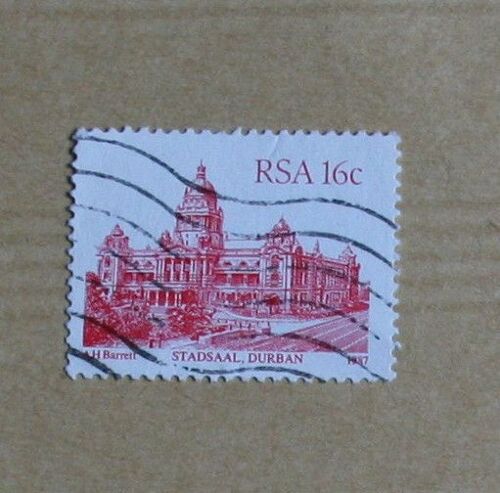 RSA 16c
AH Barrett STADSAAL, DURBAN 1987